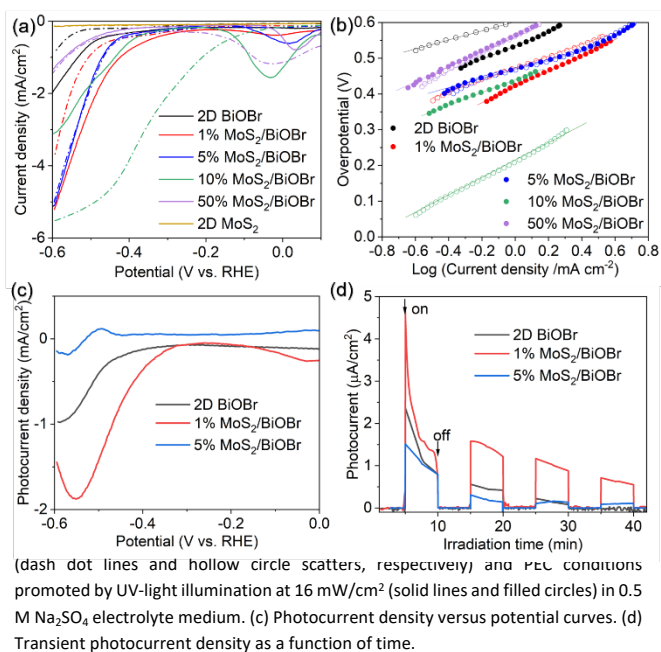 (a)
Current density (mA/cm²)
0
-2
-4
-6
-0.6 -0.4 -0.2 0.0
Potential (V vs. RHE)
2D BiOBr
1% MoS₂/BiOBr
5% MoS₂/BiOBr
10% MoS₂/BiOBr
50% MoS₂/BiOBr
2D MoS₂
(b)
Overpotential (V)
0.6
0.5
0.4
0.3
0.2
0.1
0.0
-0.8 -0.4 0.0 0.4 0.8
Log (Current density /mA cm⁻²)
2D BiOBr
1% MoS₂/BiOBr
5% MoS₂/BiOBr
10% MoS₂/BiOBr
50% MoS₂/BiOBr
(c)
Photocurrent density (mA/cm²)
1
0
-1
-2
-0.6 -0.4 -0.2 0.0
Potential (V vs. RHE)
2D BiOBr
1% MoS₂/BiOBr
5% MoS₂/BiOBr
(d)
Photocurrent (µA/cm²)
5
4
3
2
1
0
10 20 30 40
Irradiation time (min)
on
off
2D BiOBr
1% MoS₂/BiOBr
5% MoS₂/BiOBr
(dash dot lines and hollow circle scatters, respectively) and PEC conditions
promoted by UV-light illumination at 16 mW/cm² (solid lines and filled circles) in 0.5
M Na₂SO₄ electrolyte medium. (c) Photocurrent density versus potential curves. (d)
Transient photocurrent density as a function of time.